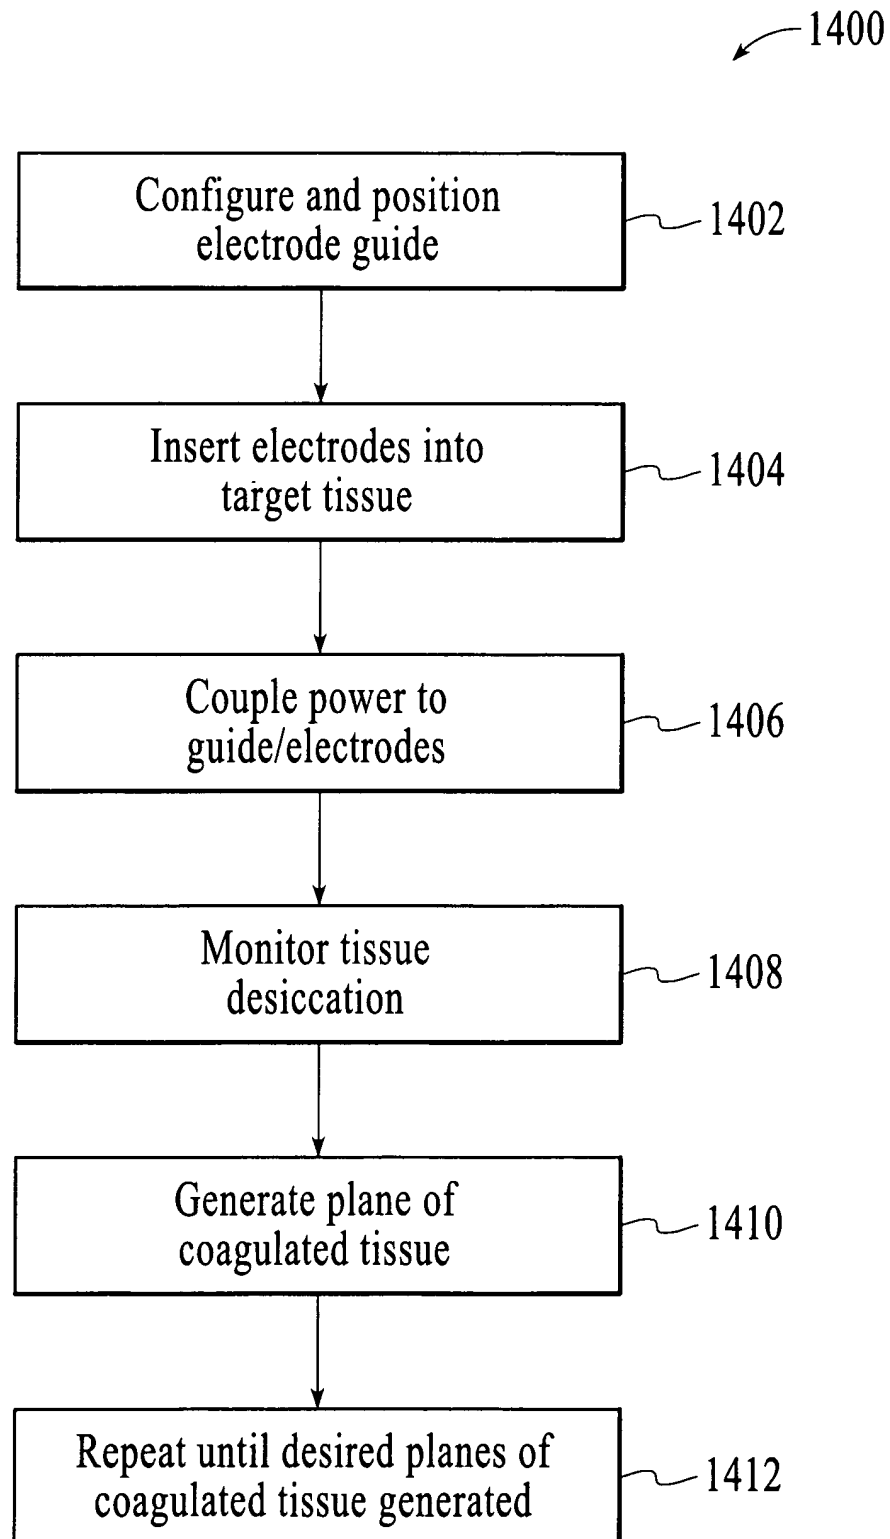 1400
Configure and position
electrode guide
1402
Insert electrodes into
target tissue
1404
Couple power to
guide/electrodes
1406
Monitor tissue
desiccation
1408
Generate plane of
coagulated tissue
1410
Repeat until desired planes of
coagulated tissue generated
1412